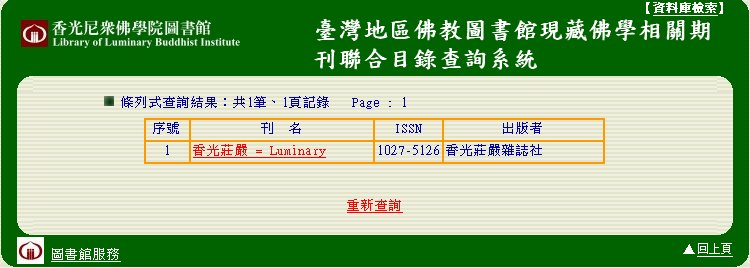 【資料庫檢索】
香光尼眾佛學院圖書館
Library of Luminary Buddhist Institute
臺灣地區佛教圖書館現藏佛學相關期
刊聯合目錄查詢系統
條列式查詢結果：共1筆、1頁記錄 Page : 1
序號 刊 名 ISSN 出版者
1 香光莊嚴 = Luminary 1027-5126 香光莊嚴雜誌社
重新查詢
圖書館服務 ▲回上頁